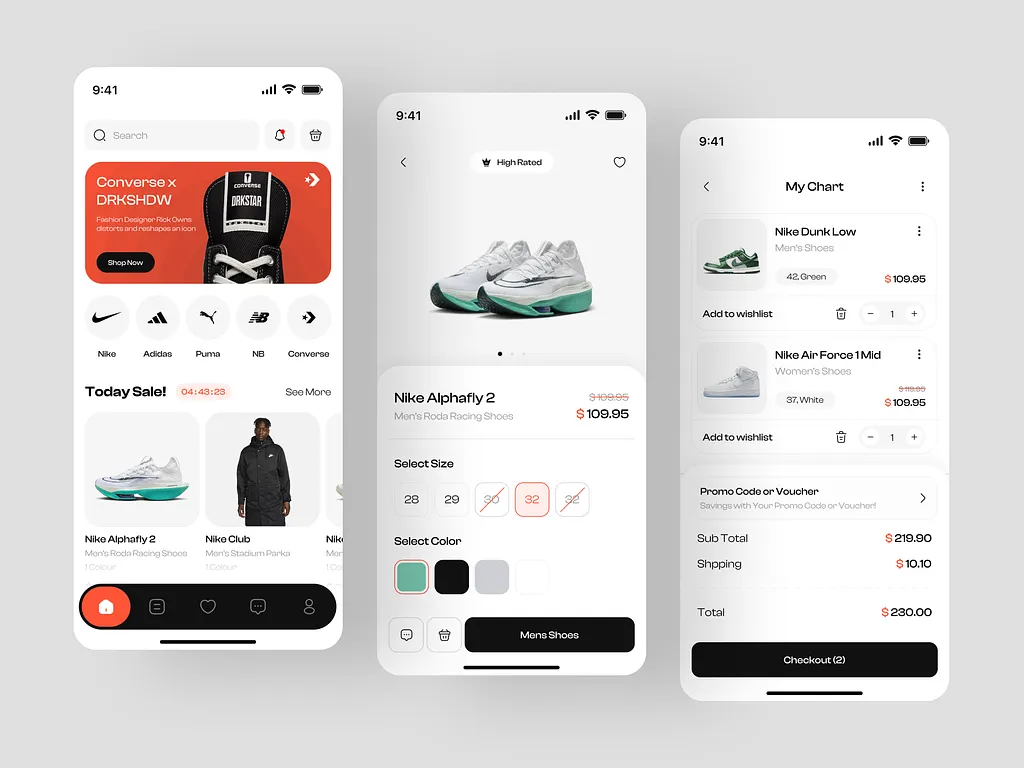 9:41
Search
Converse x
DRKSHDW
Fashion Designer Rick Owns
distorts and reshapes an icon
Shop Now
CONVERSE
DRKSTAR
NB
Nike
Adidas
Puma
NB
Converse
Today Sale!
04:43:23
See More
Nike Alphafly 2
Men's Roda Racing Shoes
1 Colour
Nike Club
Men's Stadium Parka
1 Colour
Nik
Men
1 Co
9:41
High Rated
Nike Alphafly 2
$109.95
Men's Roda Racing Shoes
$109.95
Select Size
28
29
30
32
32
Select Color
Mens Shoes
9:41
My Chart
Nike Dunk Low
Men's Shoes
42, Green
$109.95
Add to wishlist
− 1 +
Nike Air Force 1 Mid
Women's Shoes
$119.95
37, White
$109.95
Add to wishlist
− 1 +
Promo Code or Voucher
Savings with Your Promo Code or Voucher!
Sub Total
$219.90
Shpping
$10.10
Total
$230.00
Checkout (2)